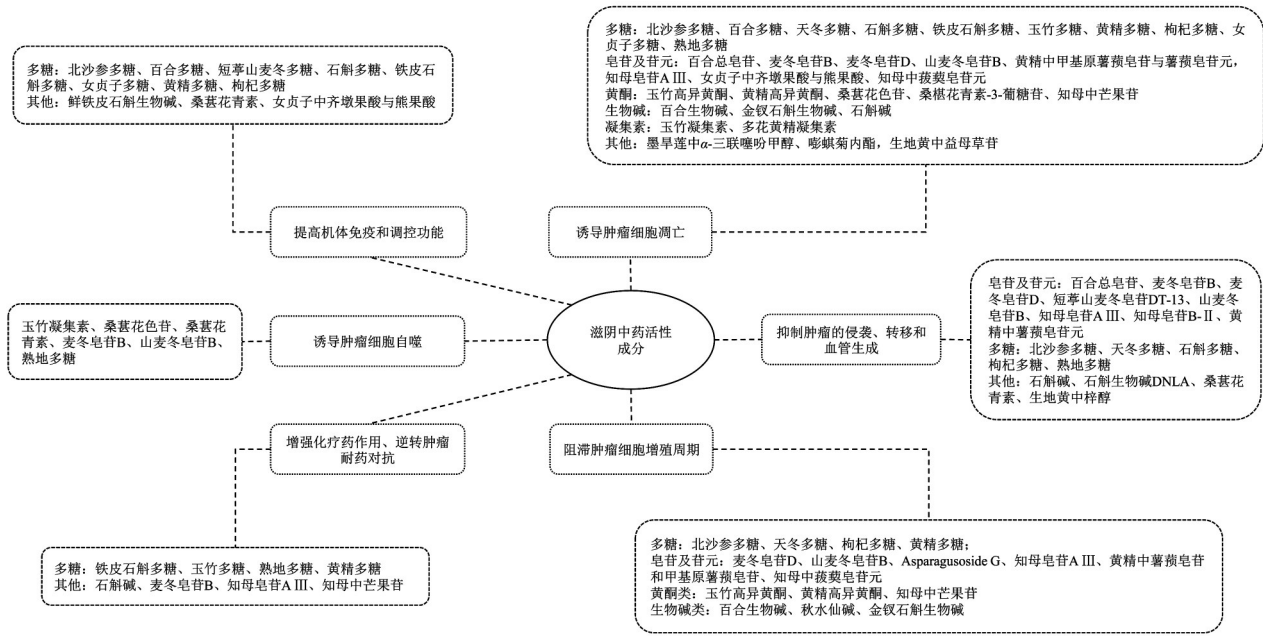 多糖：北沙参多糖、百合多糖、短葶山麦冬多糖、石斛多糖、铁皮石
斛多糖、女贞子多糖、黄精多糖、枸杞多糖
其他：鲜铁皮石斛生物碱、桑葚花青素、女贞子中齐墩果酸与熊果酸
多糖：北沙参多糖、百合多糖、天冬多糖、石斛多糖、铁皮石斛多糖、玉竹多糖、黄精多糖、枸杞多糖、女
贞子多糖、熟地多糖
皂苷及苷元：百合总皂苷、麦冬皂苷B、麦冬皂苷D、山麦冬皂苷B、黄精中甲基原薯蓣皂苷与薯蓣皂苷元，
知母皂苷AⅢ、女贞子中齐墩果酸与熊果酸、知母中菝葜皂苷元
黄酮：玉竹高异黄酮、黄精高异黄酮、桑葚花色苷、桑椹花青素-3-葡糖苷、知母中芒果苷
生物碱：百合生物碱、金钗石斛生物碱、石斛碱
凝集素：玉竹凝集素、多花黄精凝集素
其他：墨旱莲中α-三联噻吩甲醇、蟛蜞菊内酯，生地黄中益母草苷
提高机体免疫和调控功能
诱导肿瘤细胞凋亡
玉竹凝集素、桑葚花色苷、桑葚花
青素、麦冬皂苷B、山麦冬皂苷B、
熟地多糖
诱导肿瘤细胞自噬
滋阴中药活性
成分
抑制肿瘤的侵袭、转移和
血管生成
皂苷及苷元：百合总皂苷、麦冬皂苷B、麦
冬皂苷D、短葶山麦冬皂苷DT-13、山麦冬
皂苷B、知母皂苷AⅢ、知母皂苷B-Ⅱ、黄
精中薯蓣皂苷元
多糖：北沙参多糖、天冬多糖、石斛多糖、
枸杞多糖、熟地多糖
其他：石斛碱、石斛生物碱DNLA、桑葚花
青素、生地黄中梓醇
增强化疗药作用、逆转肿瘤
耐药对抗
阻滞肿瘤细胞增殖周期
多糖：铁皮石斛多糖、玉竹多糖、熟地多糖、黄精多糖
其他：石斛碱、麦冬皂苷B、知母皂苷AⅢ、知母中芒果苷
多糖：北沙参多糖、天冬多糖、枸杞多糖、黄精多糖；
皂苷及苷元：麦冬皂苷D、山麦冬皂苷B、Asparagusoside G、知母皂苷AⅢ、黄精中薯蓣皂苷
和甲基原薯蓣皂苷、知母中菝葜皂苷元
黄酮类：玉竹高异黄酮、黄精高异黄酮、知母中芒果苷
生物碱类：百合生物碱、秋水仙碱、金钗石斛生物碱